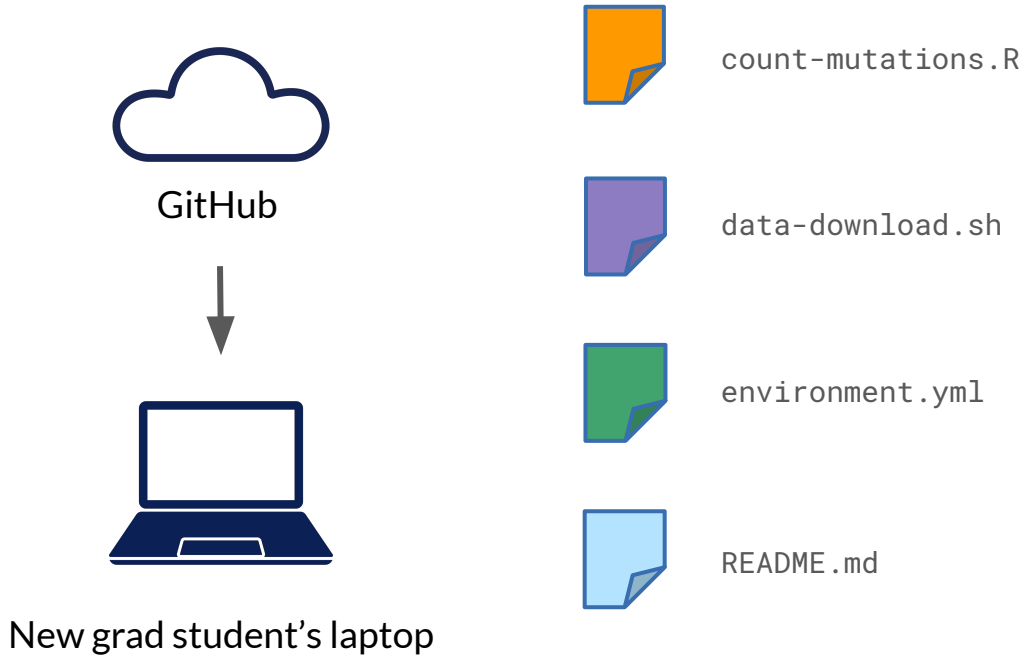 GitHub
New grad student’s laptop
count-mutations.R
data-download.sh
environment.yml
README.md